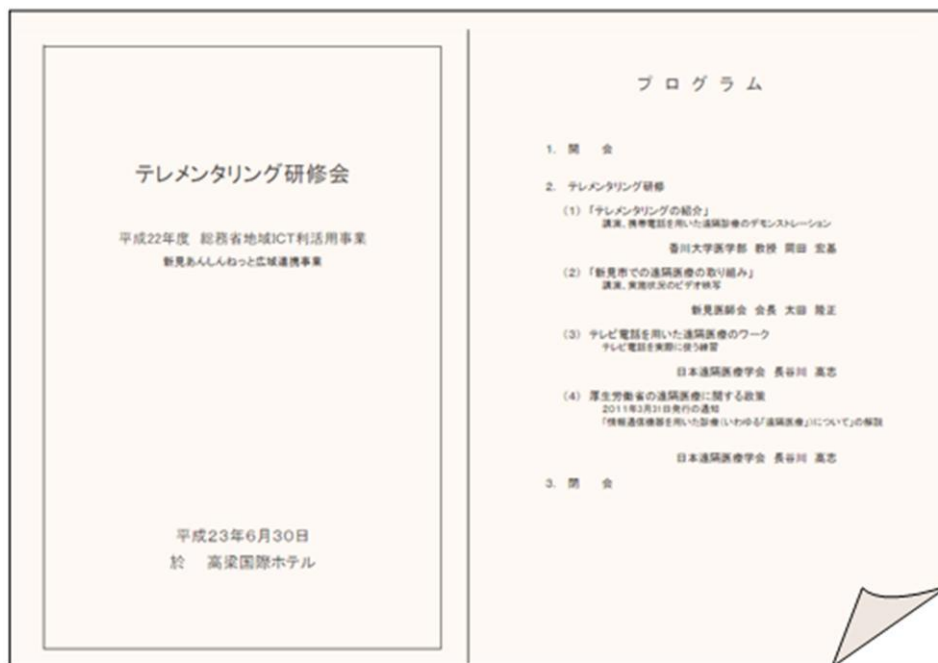 テレメンタリング研修会
平成22年度 総務省地域ICT利活用事業
新見あんしんねっと広域連携事業
平成23年6月30日
於 高梁国際ホテル
プログラム
1. 開 会
2. テレメンタリング研修
(1)「テレメンタリングの紹介」
講演、携帯電話を用いた遠隔診療のデモンストレーション
香川大学医学部 教授 岡田 宏基
(2)「新見市での遠隔医療の取り組み」
講演、実施状況のビデオ映写
新見医師会 会長 太田 隆正
(3) テレビ電話を用いた遠隔医療のワーク
テレビ電話を実際に使う練習
日本遠隔医療学会 長谷川 高志
(4) 厚生労働省の遠隔医療に関する政策
2011年3月31日発行の通知
「情報通信機器を用いた診療(いわゆる「遠隔医療」)について」の解説
日本遠隔医療学会 長谷川 高志
3. 閉 会